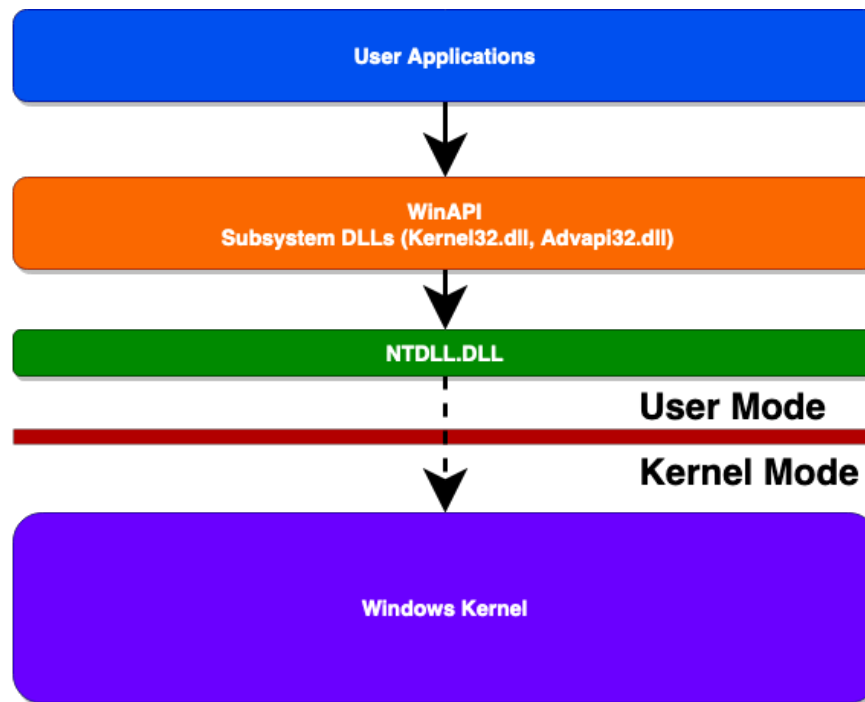 User Applications
WinAPI
Subsystem DLLs (Kernel32.dll, Advapi32.dll)
NTDLL.DLL
User Mode
Kernel Mode
Windows Kernel